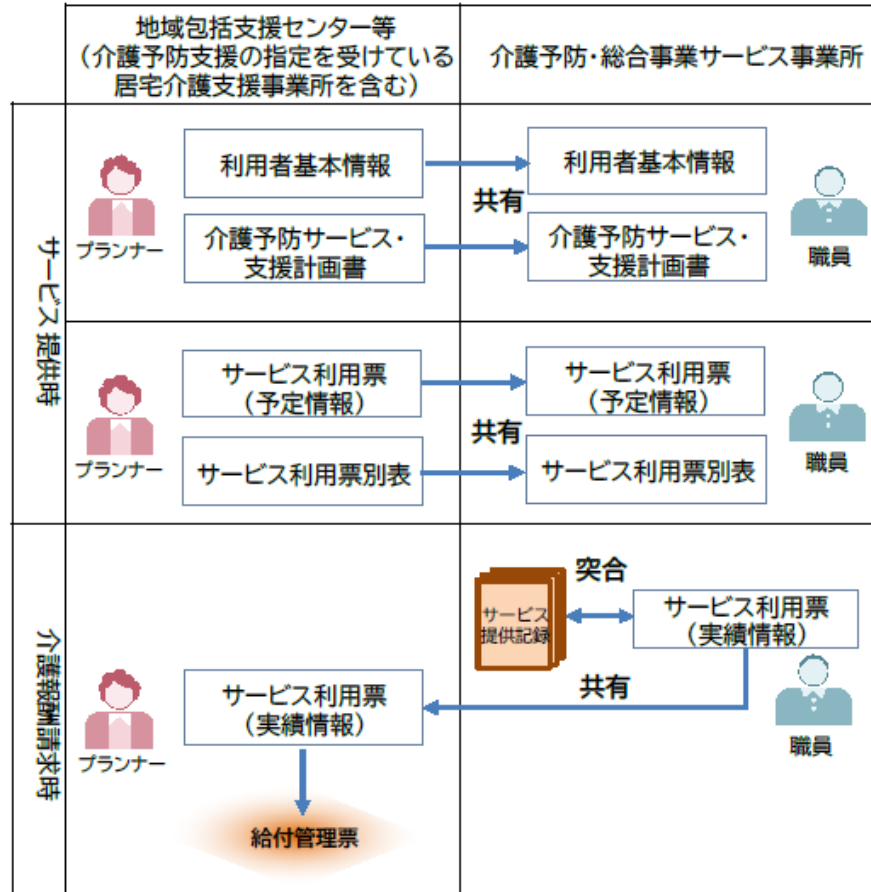 地域包括支援センター等
（介護予防支援の指定を受けている
居宅介護支援事業所を含む）
介護予防・総合事業サービス事業所
サービス提供時
プランナー
利用者基本情報
利用者基本情報
共有
介護予防サービス・
支援計画書
介護予防サービス・
支援計画書
職員
プランナー
サービス利用票
（予定情報）
サービス利用票
（予定情報）
共有
サービス利用票別表
サービス利用票別表
職員
介護報酬請求時
サービス
提供記録
突合
サービス利用票
（実績情報）
共有
職員
プランナー
サービス利用票
（実績情報）
給付管理票